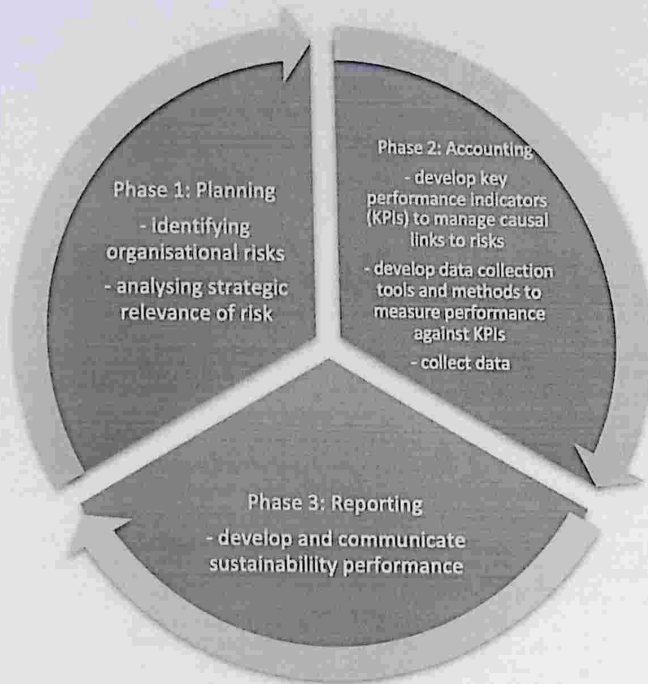 Phase 1: Planning
- identifying
organisational risks
- analysing strategic
relevance of risk
Phase 2: Accounting
- develop key
performance indicators
(KPIs) to manage causal
links to risks
- develop data collection
tools and methods to
measure performance
against KPIs
- collect data
Phase 3: Reporting
- develop and communicate
sustainability performance